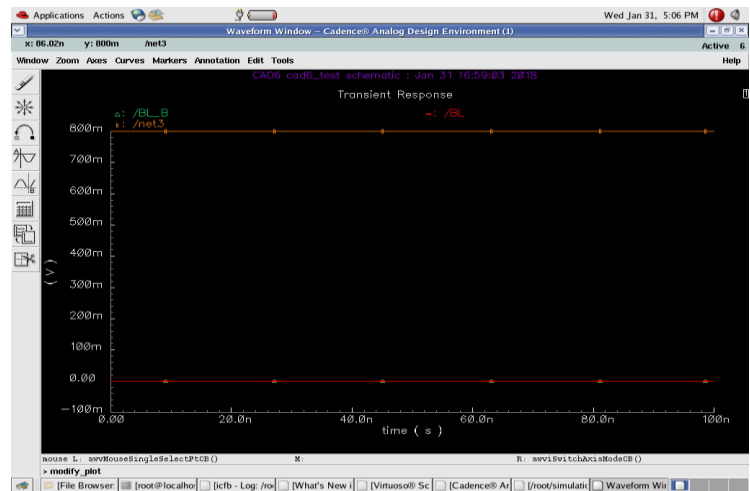 Applications Actions Wed Jan 31, 5:06 PM
Waveform Window -- Cadence® Analog Design Environment (1)
x: 86.02n y: 800m /net3
Active 6
Window Zoom Axes Curves Markers Annotation Edit Tools Help
CAD6 cad6_test schematic : Jan 31 16:59:03 2018
Transient Response
1
▵: /BL_B ▫▫: /BL
▫: /net3
800m
700m
600m
500m
400m
300m
200m
100m
0.00
-100m
( V )
0.00 20.0n 40.0n 60.0n 80.0n 100n
time ( s )
mouse L: awvMouseSingleSelectPtCB() M: R: awviSwitchAxisModeCB()
> modify_plot
[File Browser: [root@localhos [icfb - Log: /ro [What's New i [Virtuoso® Sc [Cadence® Ar [/root/simulatic Waveform Wir